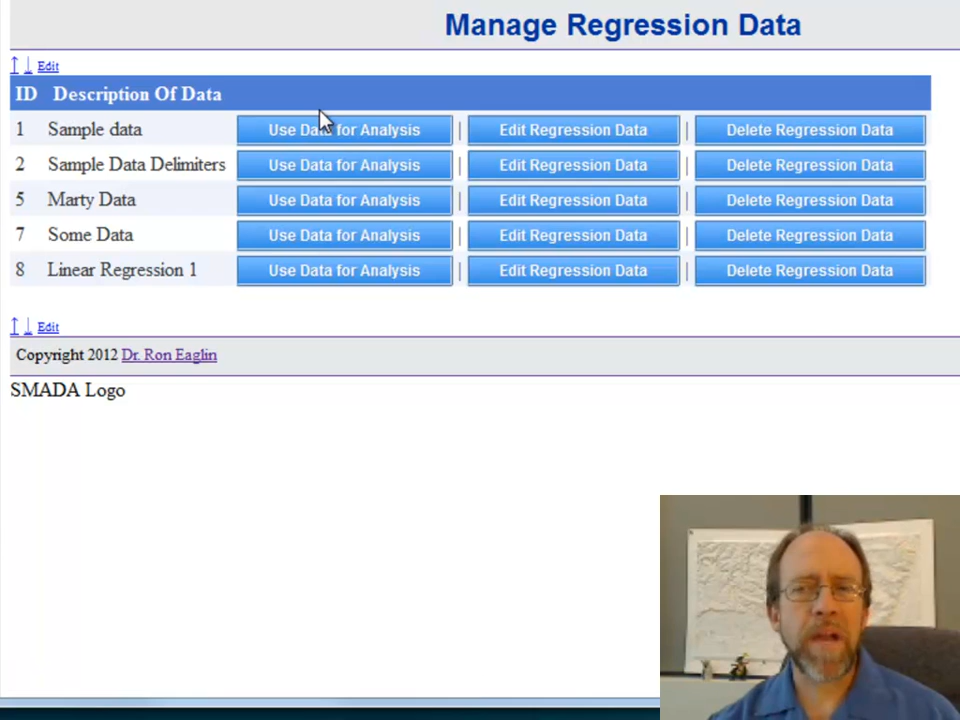 Manage Regression Data
Edit
ID Description Of Data
1 Sample data Use Data for Analysis | Edit Regression Data | Delete Regression Data
2 Sample Data Delimiters Use Data for Analysis | Edit Regression Data | Delete Regression Data
5 Marty Data Use Data for Analysis | Edit Regression Data | Delete Regression Data
7 Some Data Use Data for Analysis | Edit Regression Data | Delete Regression Data
8 Linear Regression 1 Use Data for Analysis | Edit Regression Data | Delete Regression Data
Edit
Copyright 2012 Dr. Ron Eaglin
SMADA Logo